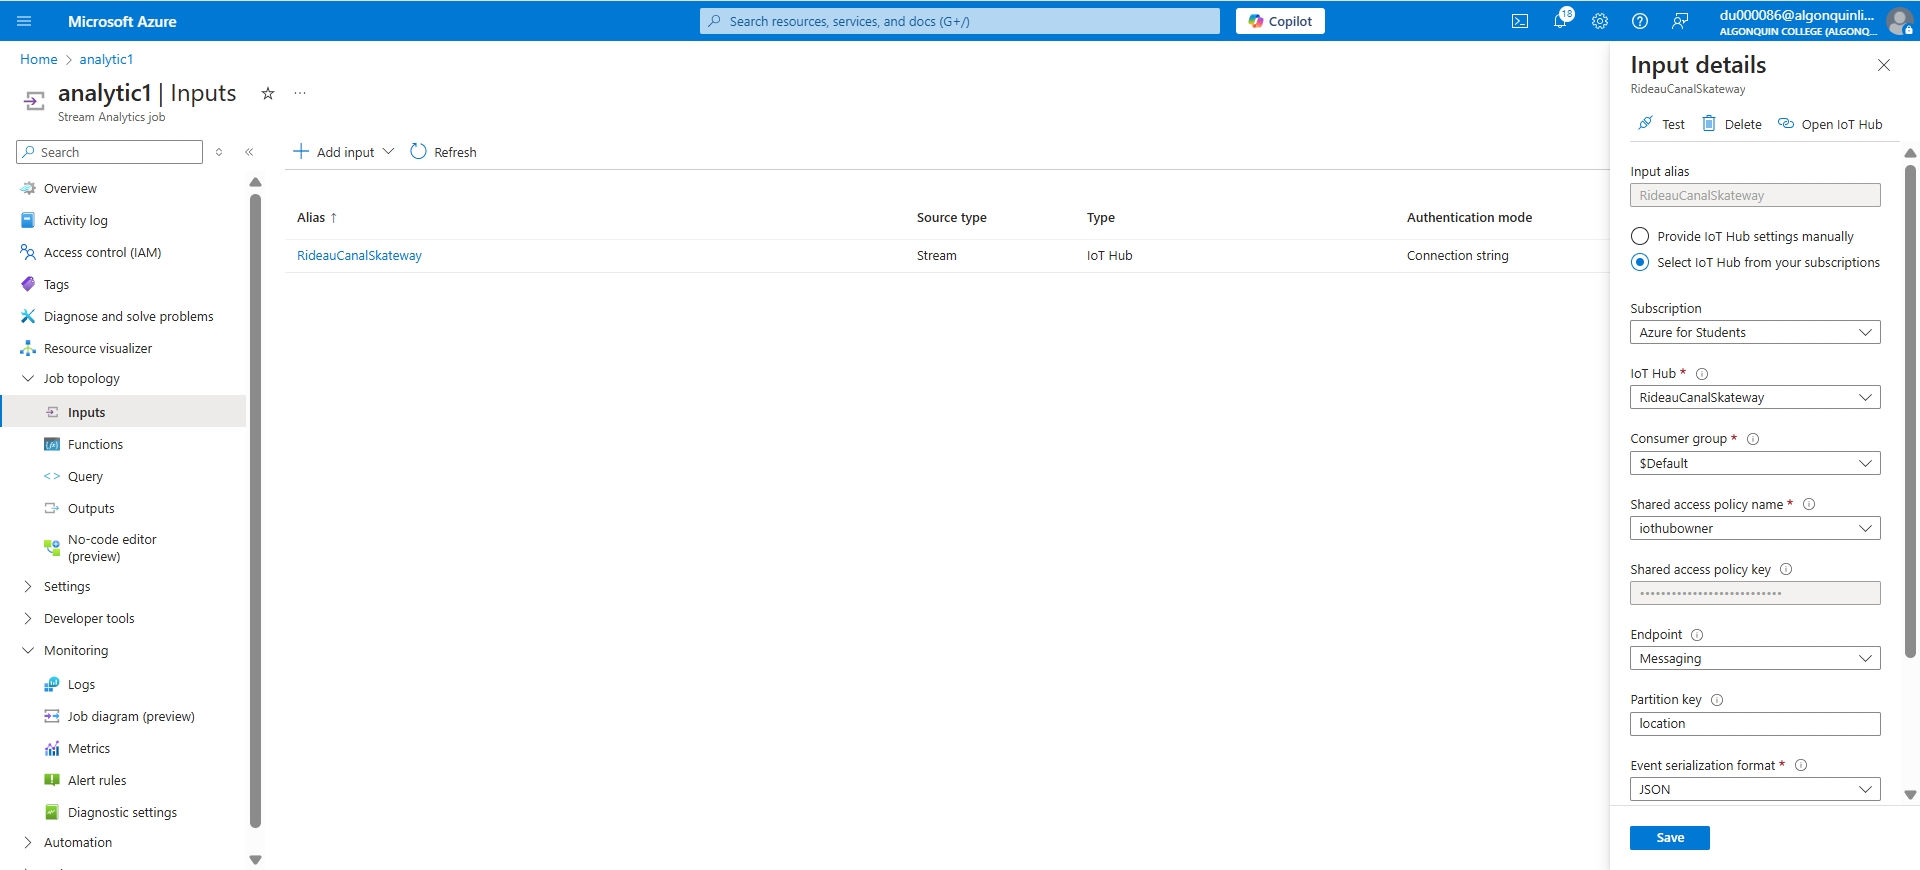 Microsoft Azure
Search resources, services, and docs (G+/)
Copilot
18
du000086@algonquinli...
ALGONQUIN COLLEGE (ALGONQ...
Home > analytic1
analytic1 | Inputs
Stream Analytics job
Search
Overview
Activity log
Access control (IAM)
Tags
Diagnose and solve problems
Resource visualizer
Job topology
Inputs
Functions
Query
Outputs
No-code editor
(preview)
Settings
Developer tools
Monitoring
Logs
Job diagram (preview)
Metrics
Alert rules
Diagnostic settings
Automation
Add input
Refresh
Alias ↑ Source type Type Authentication mode
RideauCanalSkateway Stream IoT Hub Connection string
Input details
RideauCanalSkateway
Test Delete Open IoT Hub
Input alias
RideauCanalSkateway
Provide IoT Hub settings manually
Select IoT Hub from your subscriptions
Subscription
Azure for Students
IoT Hub *
RideauCanalSkateway
Consumer group *
$Default
Shared access policy name *
iothubowner
Shared access policy key
Endpoint
Messaging
Partition key
location
Event serialization format *
JSON
Save